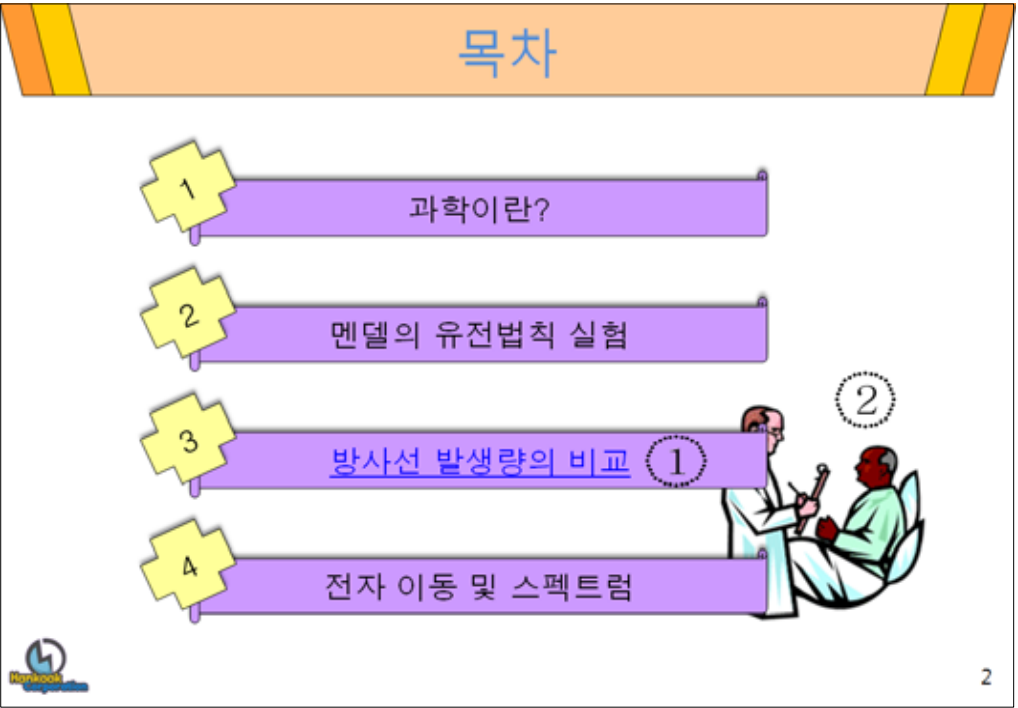 목차
1
과학이란?
2
멘델의 유전법칙 실험
②
3
방사선 발생량의 비교 ①
4
전자 이동 및 스펙트럼
Hankook
Corporation
2